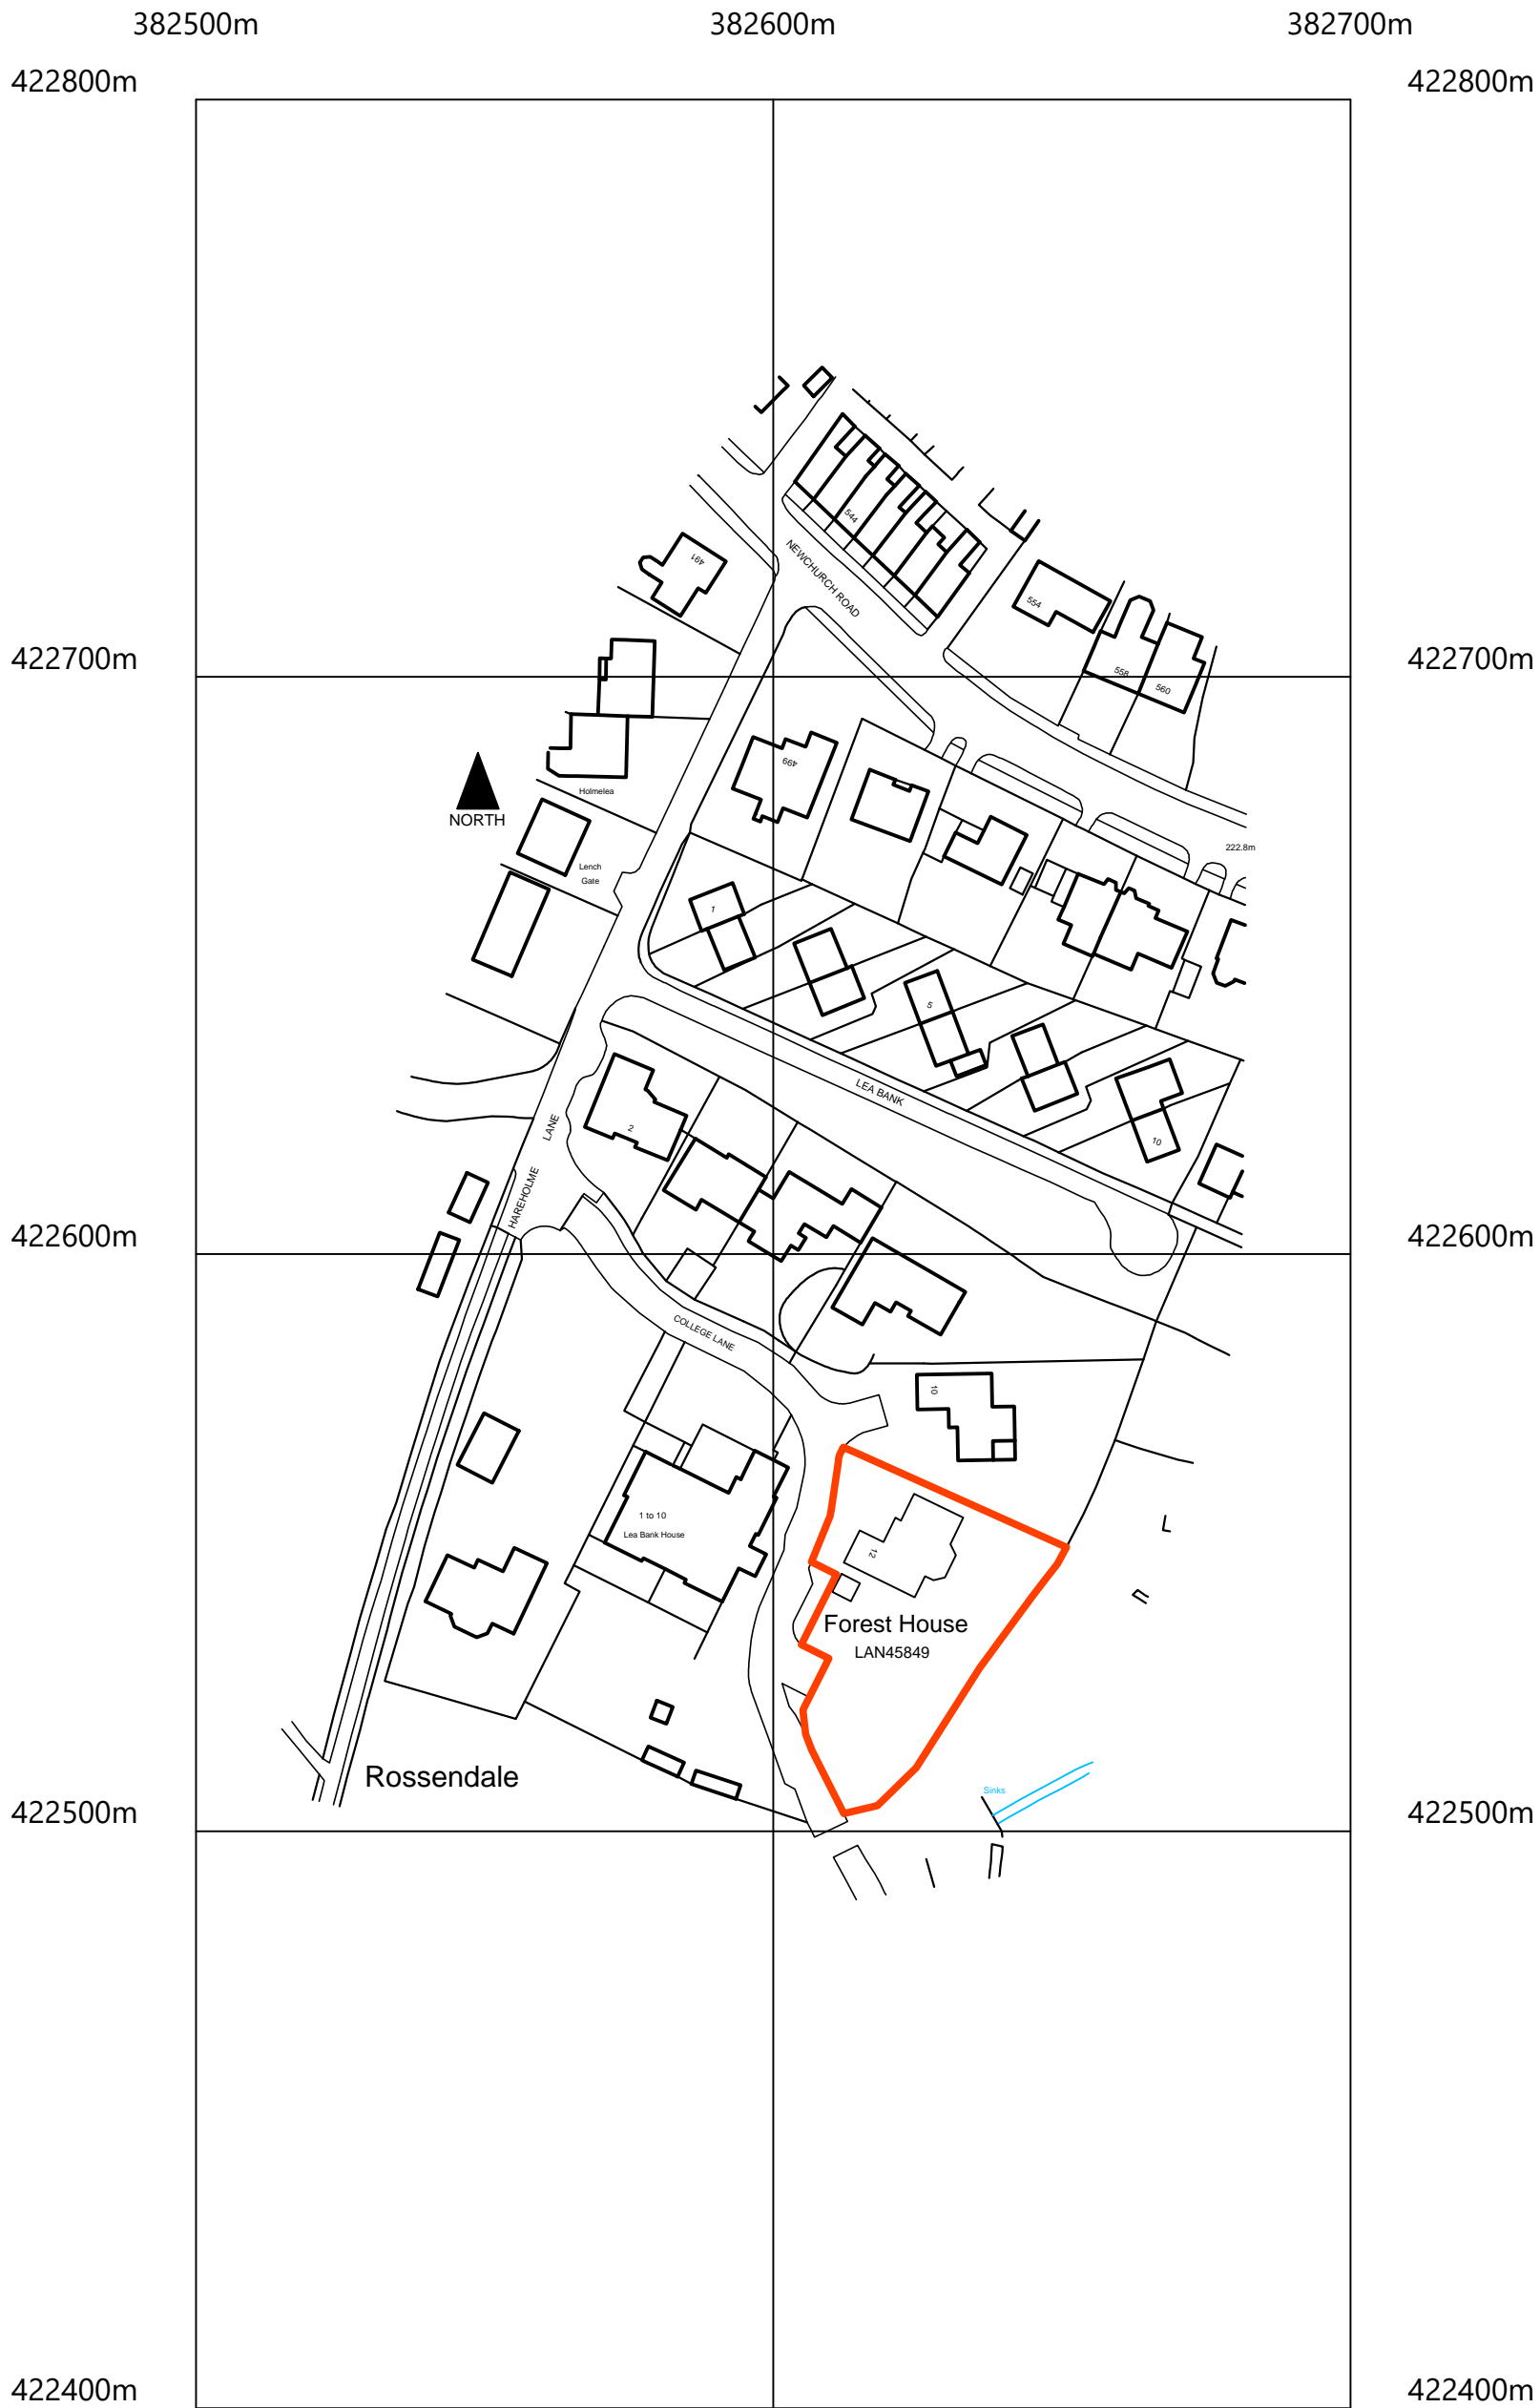 382500m 382600m 382700m
422800m 422800m
544
NEWCHURCH ROAD
491
554
558
560
422700m 422700m
499
Holmelea
NORTH
222.8m
Lench
Gate
1
5
LEA BANK
10
2
HAREHOLME LANE
422600m 422600m
COLLEGE LANE
10
1 to 10
Lea Bank House
12
Forest House
LAN45849
Rossendale
Sinks
422500m 422500m
422400m 422400m